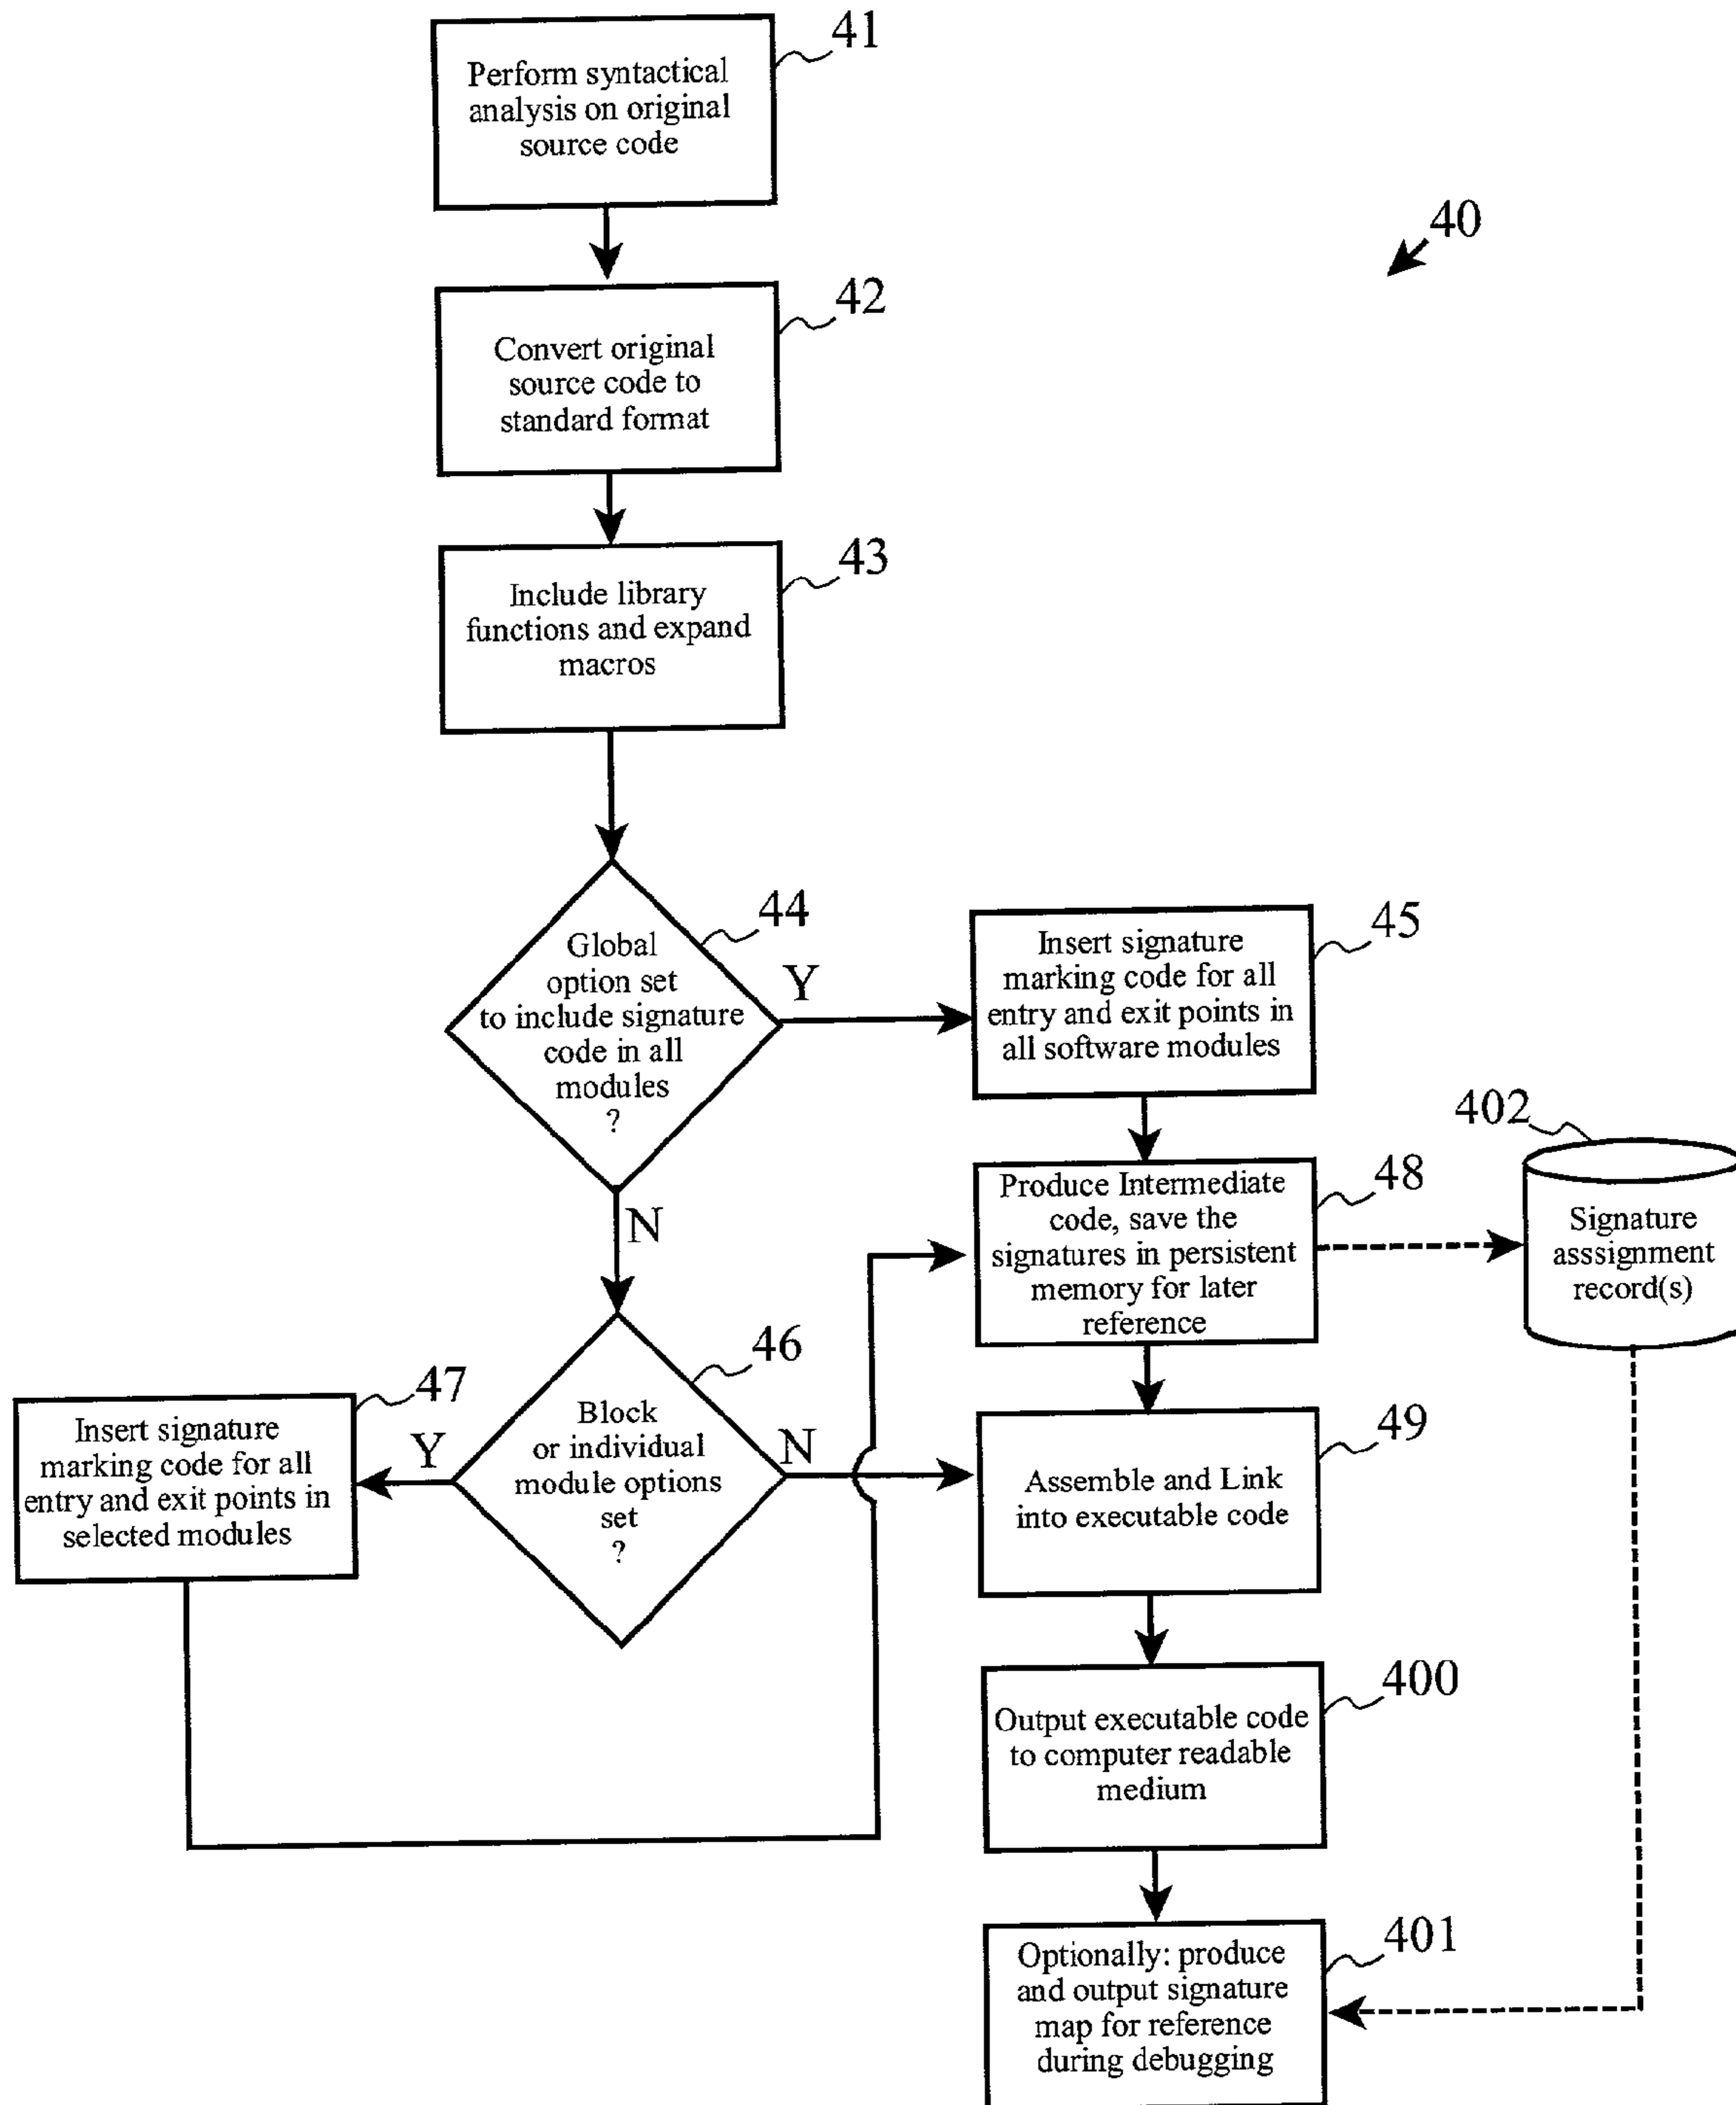 41
Perform syntactical
analysis on original
source code
40
42
Convert original
source code to
standard format
43
Include library
functions and expand
macros
44
Global
option set
to include signature
code in all
modules
?
Y
N
45
Insert signature
marking code for all
entry and exit points in
all software modules
402
Signature
asssignment
record(s)
48
Produce Intermediate
code, save the
signatures in persistent
memory for later
reference
46
Block
or individual
module options
set
?
Y
N
47
Insert signature
marking code for all
entry and exit points in
selected modules
49
Assemble and Link
into executable code
400
Output executable code
to computer readable
medium
401
Optionally: produce
and output signature
map for reference
during debugging